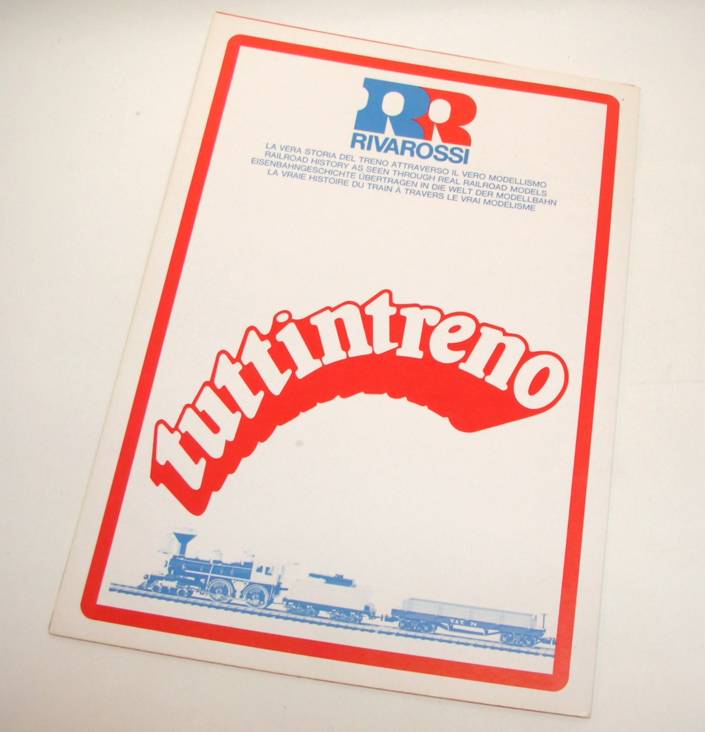 RR
RIVAROSSI
LA VERA STORIA DEL TRENO ATTRAVERSO IL VERO MODELLISMO
RAILROAD HISTORY AS SEEN THROUGH REAL RAILROAD MODELS
EISENBAHNGESCHICHTE ÜBERTRAGEN IN DIE WELT DER MODELLBAHN
LA VRAIE HISTOIRE DU TRAIN À TRAVERS LE VRAI MODÉLISME
tuttintreno